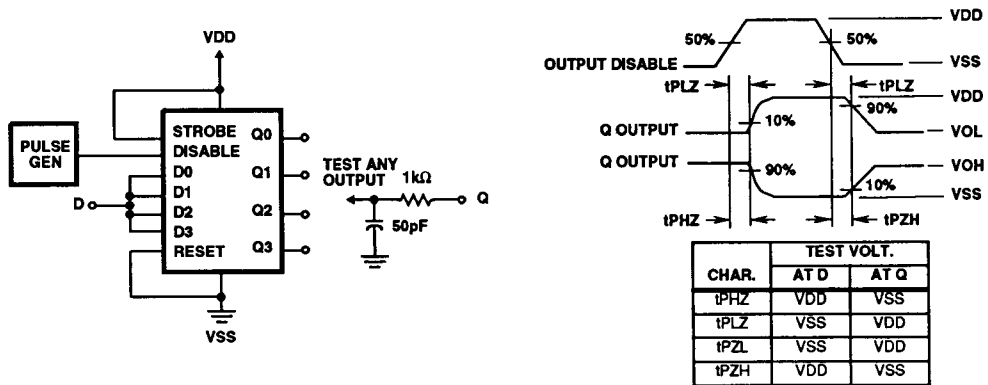 VDD
PULSE
GEN
STROBE
DISABLE
D0
D1
D2
D3
RESET
Q0
Q1
Q2
Q3
D
VSS
TEST ANY
OUTPUT
1kΩ
Q
50pF
50%
50%
VDD
OUTPUT DISABLE
VSS
tPLZ
tPLZ
VDD
10%
90%
Q OUTPUT
VOL
Q OUTPUT
VOH
90%
10%
VSS
tPHZ
tPZH
TEST VOLT.
CHAR. AT D AT Q
tPHZ VDD VSS
tPLZ VSS VDD
tPZL VSS VDD
tPZH VDD VSS